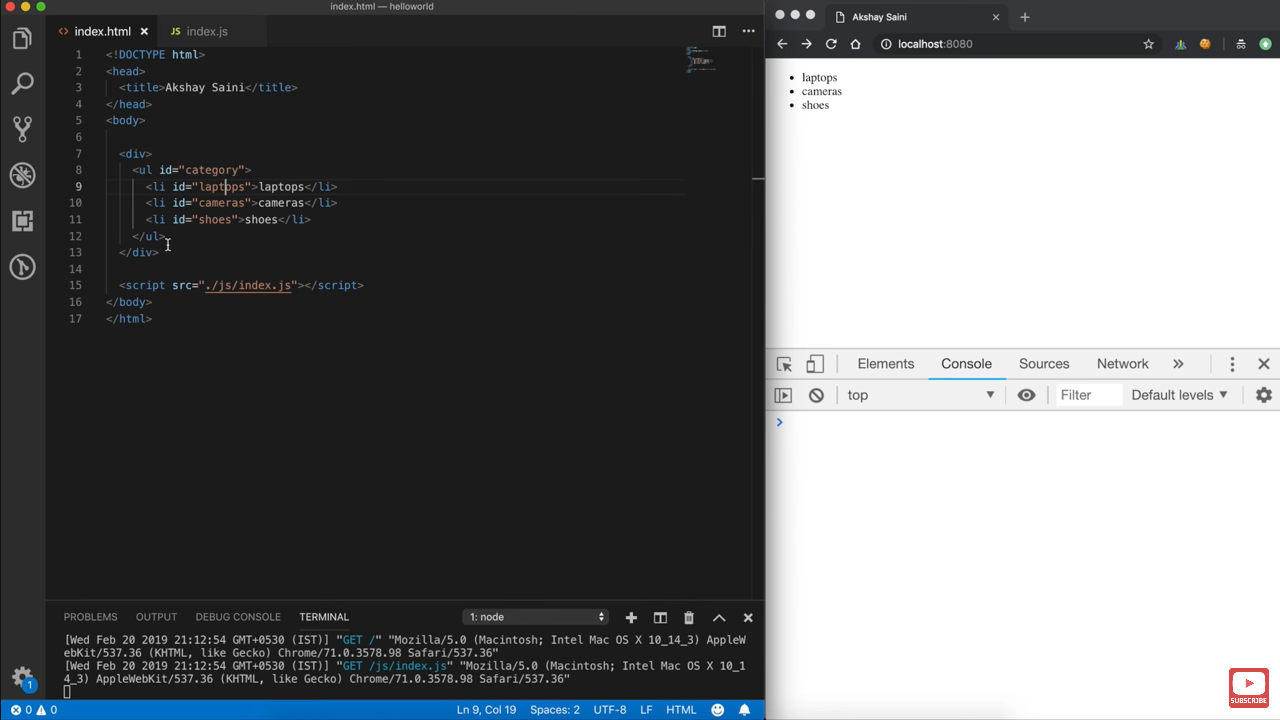 index.html — helloworld
index.html
JS index.js
1 <!DOCTYPE html>
2 <head>
3 <title>Akshay Saini</title>
4 </head>
5 <body>
6
7 <div>
8 <ul id="category">
9 <li id="laptops">laptops</li>
10 <li id="cameras">cameras</li>
11 <li id="shoes">shoes</li>
12 </ul>
13 </div>
14
15 <script src="./js/index.js"></script>
16 </body>
17 </html>
PROBLEMS OUTPUT DEBUG CONSOLE TERMINAL 1: node
[Wed Feb 20 2019 21:12:54 GMT+0530 (IST)] "GET /" "Mozilla/5.0 (Macintosh; Intel Mac OS X 10_14_3) AppleW
ebKit/537.36 (KHTML, like Gecko) Chrome/71.0.3578.98 Safari/537.36"
[Wed Feb 20 2019 21:12:54 GMT+0530 (IST)] "GET /js/index.js" "Mozilla/5.0 (Macintosh; Intel Mac OS X 10_1
4_3) AppleWebKit/537.36 (KHTML, like Gecko) Chrome/71.0.3578.98 Safari/537.36"
1
0 0 Ln 9, Col 19 Spaces: 2 UTF-8 LF HTML
Akshay Saini
localhost:8080
laptops
cameras
shoes
Elements Console Sources Network »
top Filter Default levels
SUBSCRIBE